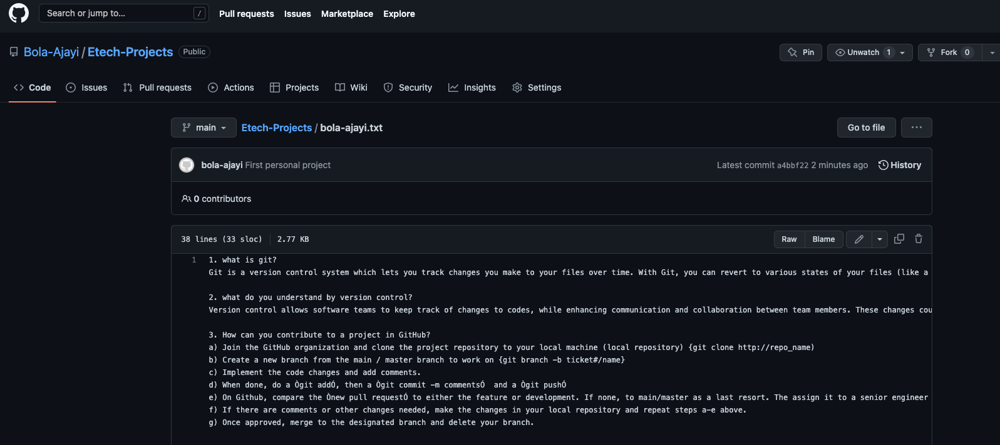 Search or jump to... /
Pull requests Issues Marketplace Explore
Bola-Ajayi / Etech-Projects Public
Pin Unwatch 1 Fork 0
Code Issues Pull requests Actions Projects Wiki Security Insights Settings
main Etech-Projects / bola-ajayi.txt Go to file ...
bola-ajayi First personal project Latest commit a4bbf22 2 minutes ago History
0 contributors
38 lines (33 sloc) 2.77 KB Raw Blame
1 1. what is git?
Git is a version control system which lets you track changes you make to your files over time. With Git, you can revert to various states of your files (like a
2. what do you understand by version control?
Version control allows software teams to keep track of changes to codes, while enhancing communication and collaboration between team members. These changes cou
3. How can you contribute to a project in GitHub?
a) Join the GitHub organization and clone the project repository to your local machine (local repository) {git clone http://repo_name)
b) Create a new branch from the main / master branch to work on {git branch -b ticket#/name}
c) Implement the code changes and add comments.
d) When done, do a Ògit addÓ, then a Ògit commit -m commentsÓ  and a Ògit pushÓ
e) On Github, compare the Ònew pull requestÓ to either the feature or development. If none, to main/master as a last resort. The assign it to a senior engineer
f) If there are comments or other changes needed, make the changes in your local repository and repeat steps a-e above.
g) Once approved, merge to the designated branch and delete your branch.